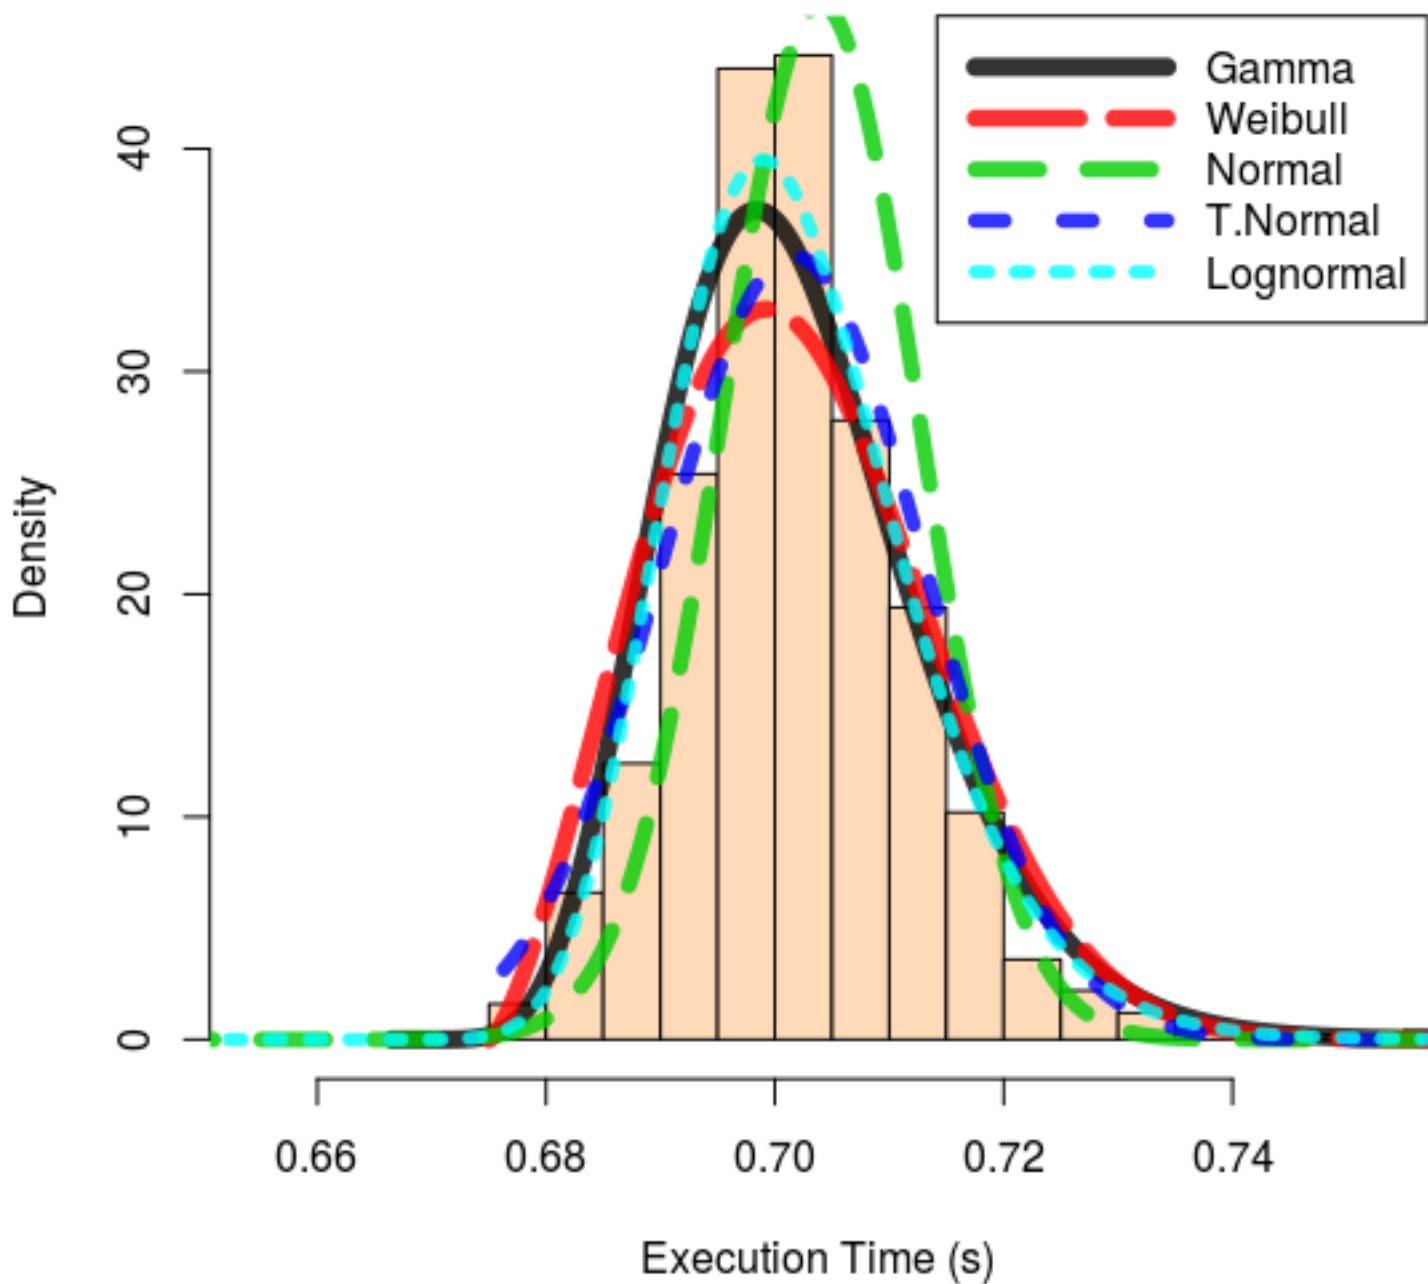 Gamma
Weibull
Normal
T.Normal
Lognormal
40
30
20
10
0
Density
0.66 0.68 0.70 0.72 0.74
Execution Time (s)